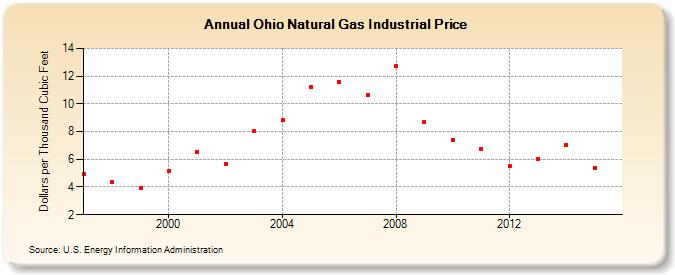 Annual Ohio Natural Gas Industrial Price
Dollars per Thousand Cubic Feet
14
12
10
8
6
4
2
2000 2004 2008 2012
Source: U.S. Energy Information Administration